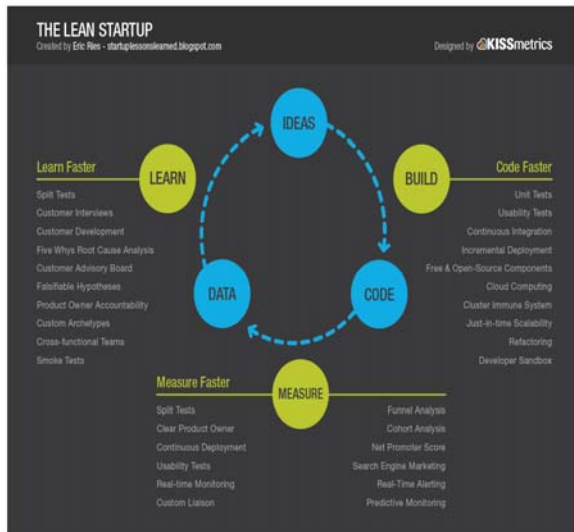 THE LEAN STARTUP
Created by Eric Ries - startuplessonslearned.blogspot.com
Designed by KISSmetrics
IDEAS
LEARN
BUILD
DATA
CODE
MEASURE
Learn Faster
Split Tests
Customer Interviews
Customer Development
Five Whys Root Cause Analysis
Customer Advisory Board
Falsifiable Hypotheses
Product Owner Accountability
Custom Archetypes
Cross-functional Teams
Smoke Tests
Code Faster
Unit Tests
Usability Tests
Continuous Integration
Incremental Deployment
Free & Open-Source Components
Cloud Computing
Cluster Immune System
Just-in-time Scalability
Refactoring
Developer Sandbox
Measure Faster
Split Tests
Clear Product Owner
Continuous Deployment
Usability Tests
Real-time Monitoring
Custom Liaison
Funnel Analysis
Cohort Analysis
Net Promoter Score
Search Engine Marketing
Real-Time Alerting
Predictive Monitoring